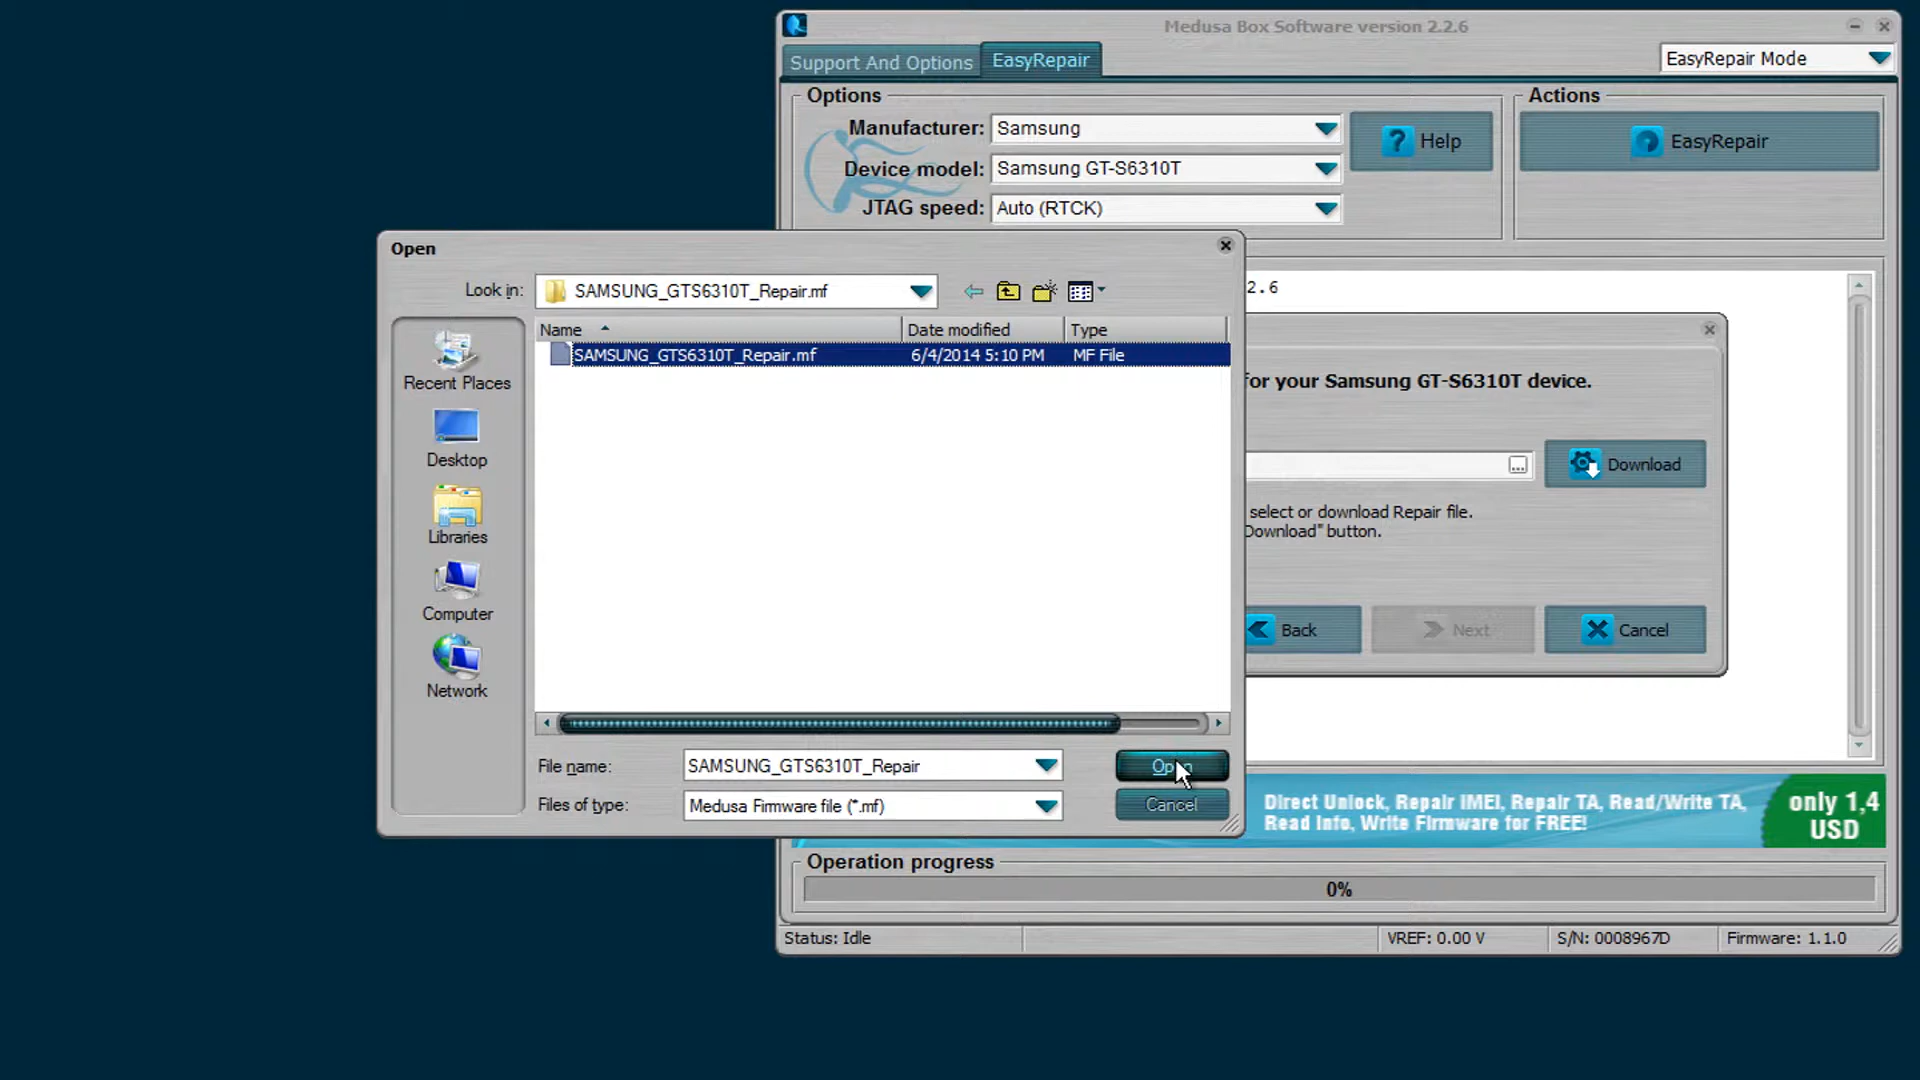 Medusa Box Software version 2.2.6
Support And Options
EasyRepair
EasyRepair Mode
Options
Manufacturer:
Samsung
Device model:
Samsung GT-S6310T
JTAG speed:
Auto (RTCK)
Help
Actions
EasyRepair
2.6
Open
Look in:
SAMSUNG_GTS6310T_Repair.mf
Name
Date modified
Type
SAMSUNG_GTS6310T_Repair.mf
6/4/2014 5:10 PM
MF File
Recent Places
Desktop
Libraries
Computer
Network
File name:
SAMSUNG_GTS6310T_Repair
Files of type:
Medusa Firmware file (*.mf)
Open
Cancel
for your Samsung GT-S6310T device.
...
Download
select or download Repair file.
Download" button.
Back
Next
Cancel
Direct Unlock, Repair IMEI, Repair TA, Read/Write TA,
Read Info, Write Firmware for FREE!
only 1,4
USD
Operation progress
0%
Status: Idle
VREF: 0.00 V
S/N: 0008967D
Firmware: 1.1.0